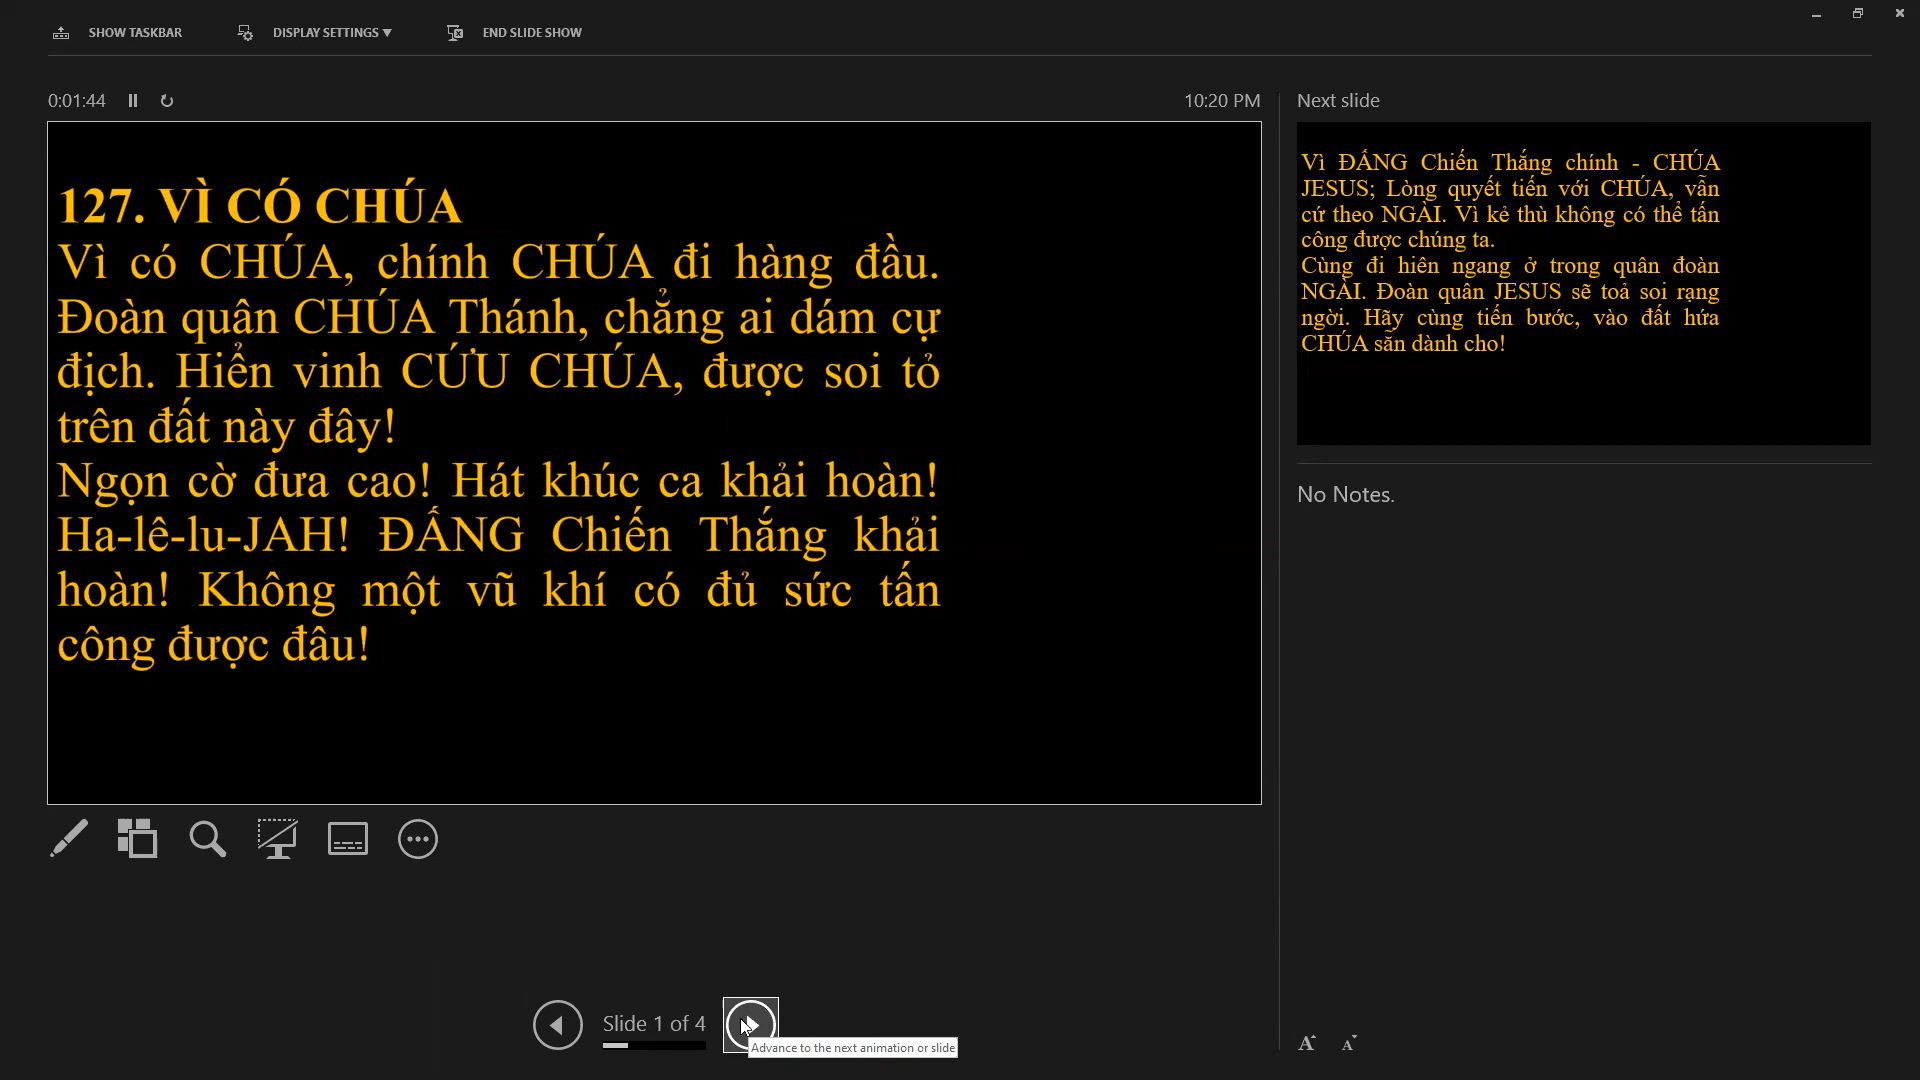 SHOW TASKBAR
DISPLAY SETTINGS ▼
END SLIDE SHOW
0:01:44
10:20 PM
Next slide
127. VÌ CÓ CHÚA
Vì có CHÚA, chính CHÚA đi hàng đầu.
Đoàn quân CHÚA Thánh, chẳng ai dám cự
địch. Hiển vinh CỨU CHÚA, được soi tỏ
trên đất này đây!
Ngọn cờ đưa cao! Hát khúc ca khải hoàn!
Ha-lê-lu-JAH! ĐẤNG Chiến Thắng khải
hoàn! Không một vũ khí có đủ sức tấn
công được đâu!
Vì ĐẤNG Chiến Thắng chính - CHÚA
JESUS; Lòng quyết tiến với CHÚA, vẫn
cứ theo NGÀI. Vì kẻ thù không có thể tấn
công được chúng ta.
Cùng đi hiên ngang ở trong quân đoàn
NGÀI. Đoàn quân JESUS sẽ toả soi rạng
ngời. Hãy cùng tiến bước, vào đất hứa
CHÚA sẵn dành cho!
No Notes.
Slide 1 of 4
Advance to the next animation or slide
A A